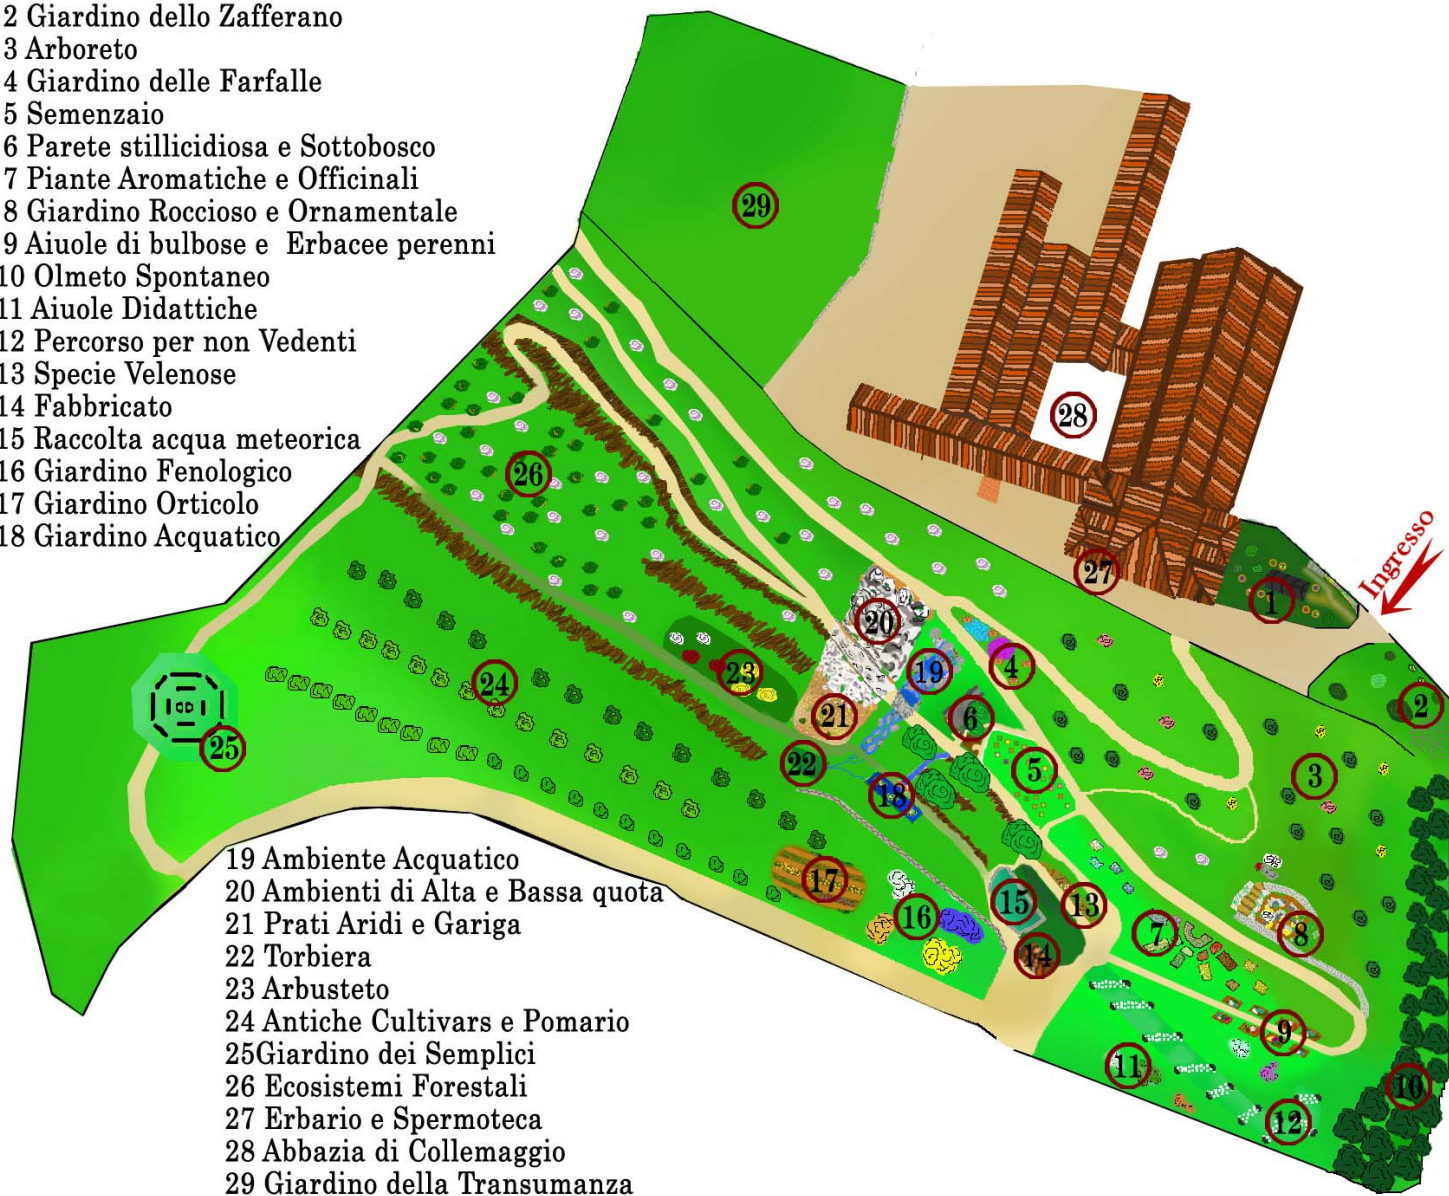 2 Giardino dello Zafferano
3 Arboreto
4 Giardino delle Farfalle
5 Semenzaio
6 Parete stillicidiosa e Sottobosco
7 Piante Aromatiche e Officinali
8 Giardino Roccioso e Ornamentale
9 Aiuole di bulbose e Erbacee perenni
10 Olmeto Spontaneo
11 Aiuole Didattiche
12 Percorso per non Vedenti
13 Specie Velenose
14 Fabbricato
15 Raccolta acqua meteorica
16 Giardino Fenologico
17 Giardino Orticolo
18 Giardino Acquatico
29
28
26
27
Ingresso
1
20
19
4
23
24
21
6
2
25
22
5
3
18
17
15
13
16
7
8
14
9
11
10
12
19 Ambiente Acquatico
20 Ambienti di Alta e Bassa quota
21 Prati Aridi e Gariga
22 Torbiera
23 Arbusteto
24 Antiche Cultivars e Pomario
25Giardino dei Semplici
26 Ecosistemi Forestali
27 Erbario e Spermoteca
28 Abbazia di Collemaggio
29 Giardino della Transumanza